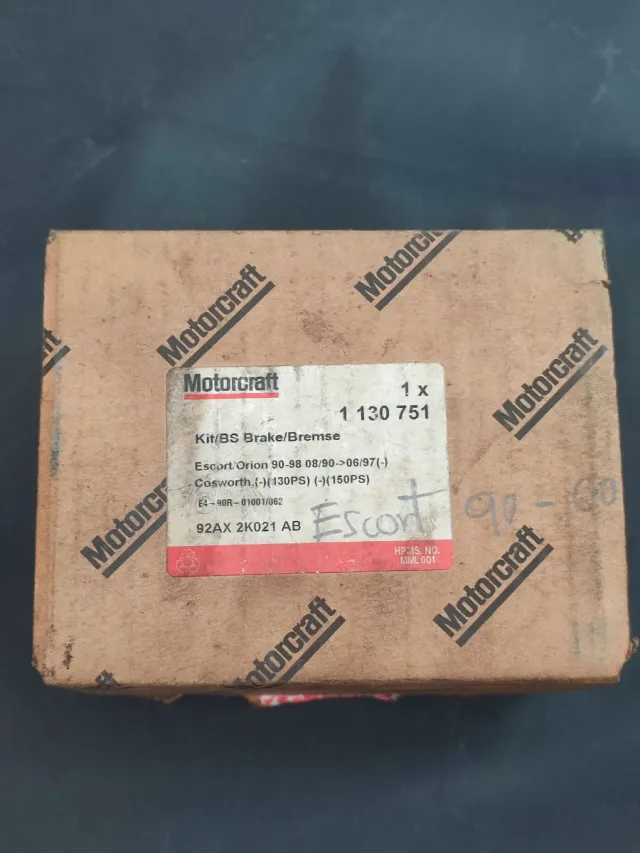 Motorcraft
Motorcraft
Motorcraft
1 x
1 130 751
Kit/BS Brake/Bremse
Escort/Orion 90-98 08/90->06/97(-)
Cosworth,(-)(130PS) (-)(150PS)
E4-90R-01001/062
92AX 2K021 AB
Escort 90-00
HPMS. NO.
MML001
Motorcraft
Motorcraft
Motorcraft
otorcraft